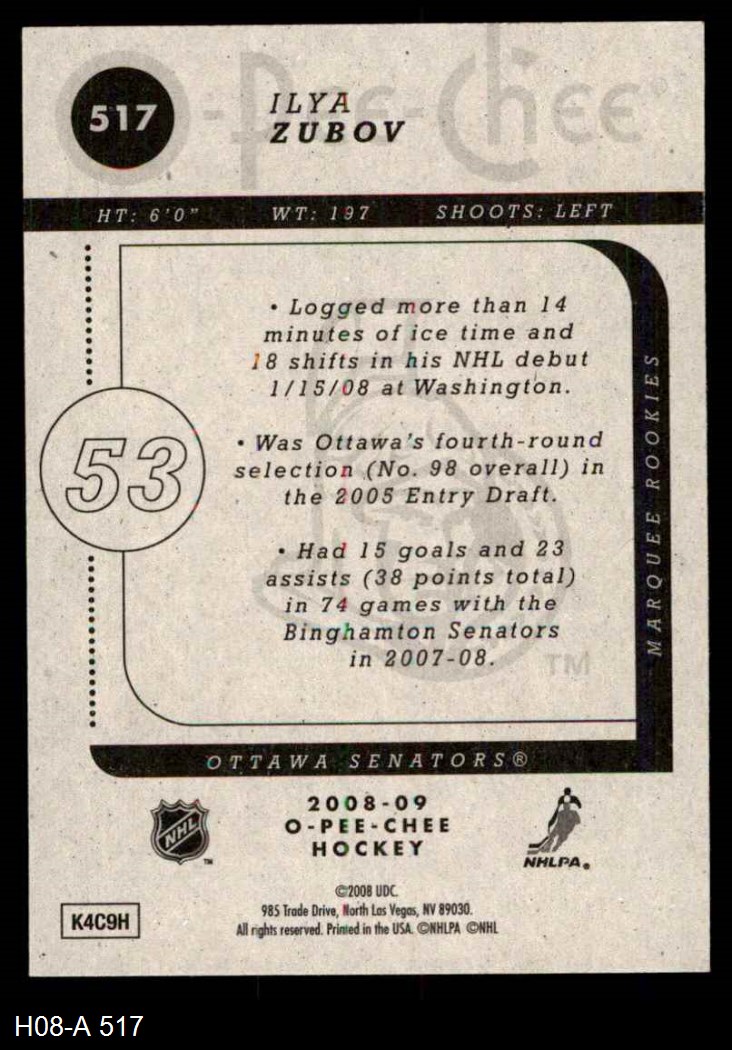 O-Pee-Chee®
517
ILYA
ZUBOV
HT: 6'0" WT: 197 SHOOTS: LEFT
• Logged more than 14
minutes of ice time and
18 shifts in his NHL debut
1/15/08 at Washington.
53
• Was Ottawa's fourth-round
selection (No. 98 overall) in
the 2005 Entry Draft.
• Had 15 goals and 23
assists (38 points total)
in 74 games with the
Binghamton Senators
in 2007-08.
TM
MARQUEE ROOKIES
OTTAWA SENATORS®
NHL
TM
2008-09
O-PEE-CHEE
HOCKEY
NHLPA®
©2008 UDC.
985 Trade Drive, North Las Vegas, NV 89030.
All rights reserved. Printed in the USA. ©NHLPA ©NHL
K4C9H
H08-A 517